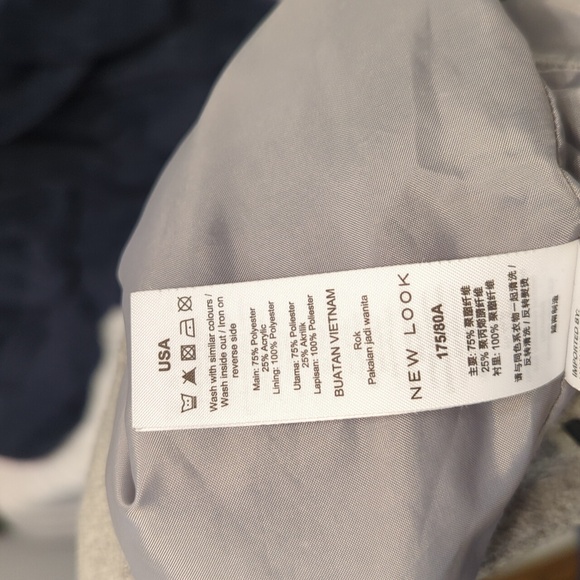 USA
Wash with similar colours /
Wash inside out / Iron on
reverse side
Main: 75% Polyester
25% Acrylic
Lining: 100% Polyester
Utama: 75% Poliester
25% Akrilik
Lapisan: 100% Poliester
BUATAN VIETNAM
Rok
Pakaian jadi wanita
NEW LOOK
175/80A
主要: 75% 聚酯纤维
25% 聚丙烯腈纤维
衬里: 100% 聚酯纤维
请与同色系衣物一起清洗 /
反转清洗 / 反转熨烫
越南制造
IMPORTED BY: